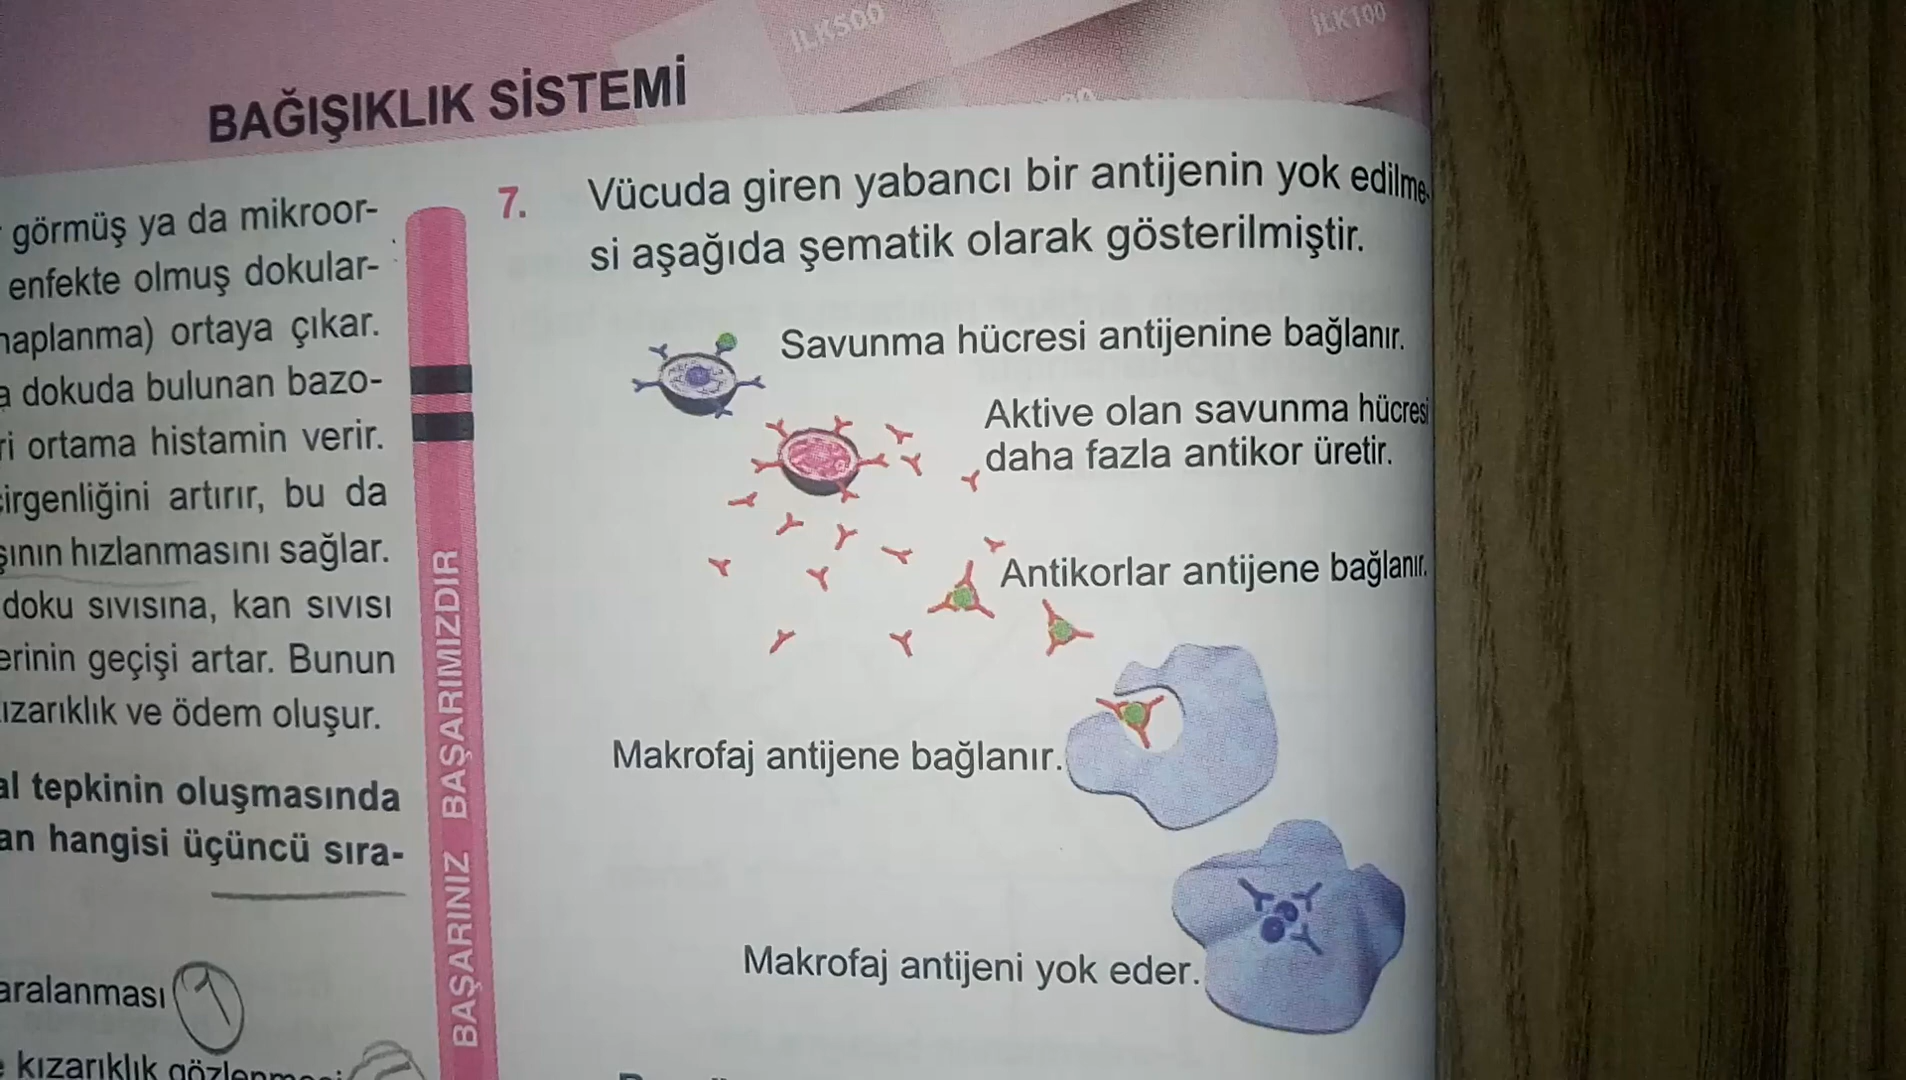 İLK500
İLK100
BAĞIŞIKLIK SİSTEMİ
görmüş ya da mikroor-
enfekte olmuş dokular-
ortaya çıkar.
dokuda bulunan bazo-
ortama histamin verir.
artırır, bu da
hızlanmasını sağlar.
doku sıvısına, kan sıvısı
geçişi artar. Bunun
ve ödem oluşur.
tepkinin oluşmasında
hangisi üçüncü sıra-
1
kızarıklık
BAŞARINIZ BAŞARIMIZDIR
7. Vücuda giren yabancı bir antijenin yok edilme-
si aşağıda şematik olarak gösterilmiştir.
Savunma hücresi antijenine bağlanır.
Aktive olan savunma hücresi
daha fazla antikor üretir.
Antikorlar antijene bağlanır.
Makrofaj antijene bağlanır.
Makrofaj antijeni yok eder.